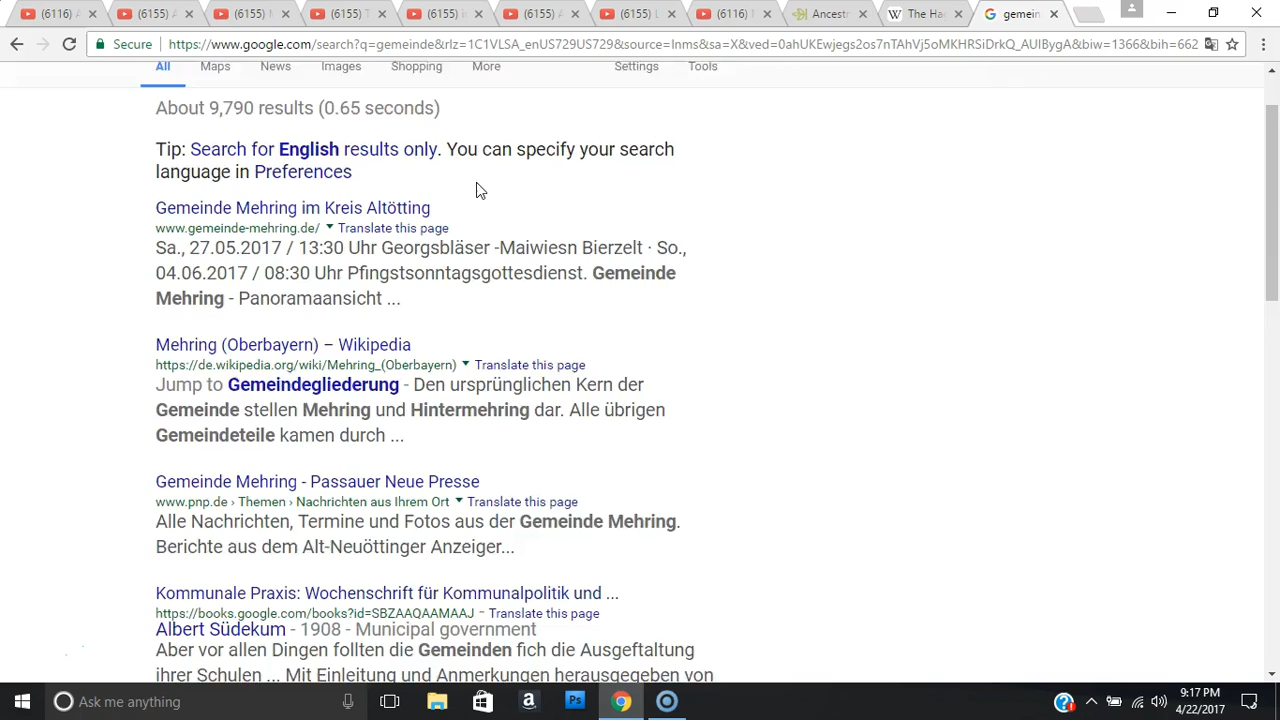 (6116) A
(6155) A
(6155) N
(6155) T
(6155) i
(6155) A
(6155) L
(6116) N
Ancestr
The Hag
gemein
Secure
https://www.google.com/search?q=gemeinde&rlz=1C1VLSA_enUS729US729&source=lnms&sa=X&ved=0ahUKEwjegs2os7nTAhVj5oMKHRSiDrkQ_AUIBygA&biw=1366&bih=662
All Maps News Images Shopping More Settings Tools
About 9,790 results (0.65 seconds)
Tip: Search for English results only. You can specify your search
language in Preferences
Gemeinde Mehring im Kreis Altötting
www.gemeinde-mehring.de/ Translate this page
Sa., 27.05.2017 / 13:30 Uhr Georgsbläser -Maiwiesn Bierzelt · So.,
04.06.2017 / 08:30 Uhr Pfingstsonntagsgottesdienst. Gemeinde
Mehring - Panoramaansicht ...
Mehring (Oberbayern) – Wikipedia
https://de.wikipedia.org/wiki/Mehring_(Oberbayern) Translate this page
Jump to Gemeindegliederung - Den ursprünglichen Kern der
Gemeinde stellen Mehring und Hintermehring dar. Alle übrigen
Gemeindeteile kamen durch ...
Gemeinde Mehring - Passauer Neue Presse
www.pnp.de › Themen › Nachrichten aus Ihrem Ort Translate this page
Alle Nachrichten, Termine und Fotos aus der Gemeinde Mehring.
Berichte aus dem Alt-Neuöttinger Anzeiger...
Kommunale Praxis: Wochenschrift für Kommunalpolitik und ...
https://books.google.com/books?id=SBZAAQAAMAAJ - Translate this page
Albert Südekum - 1908 - Municipal government
Aber vor allen Dingen follten die Gemeinden fich die Ausgeftaltung
ihrer Schulen ... Mit Einleitung und Anmerkungen herausgegeben von
Ask me anything
9:17 PM
4/22/2017